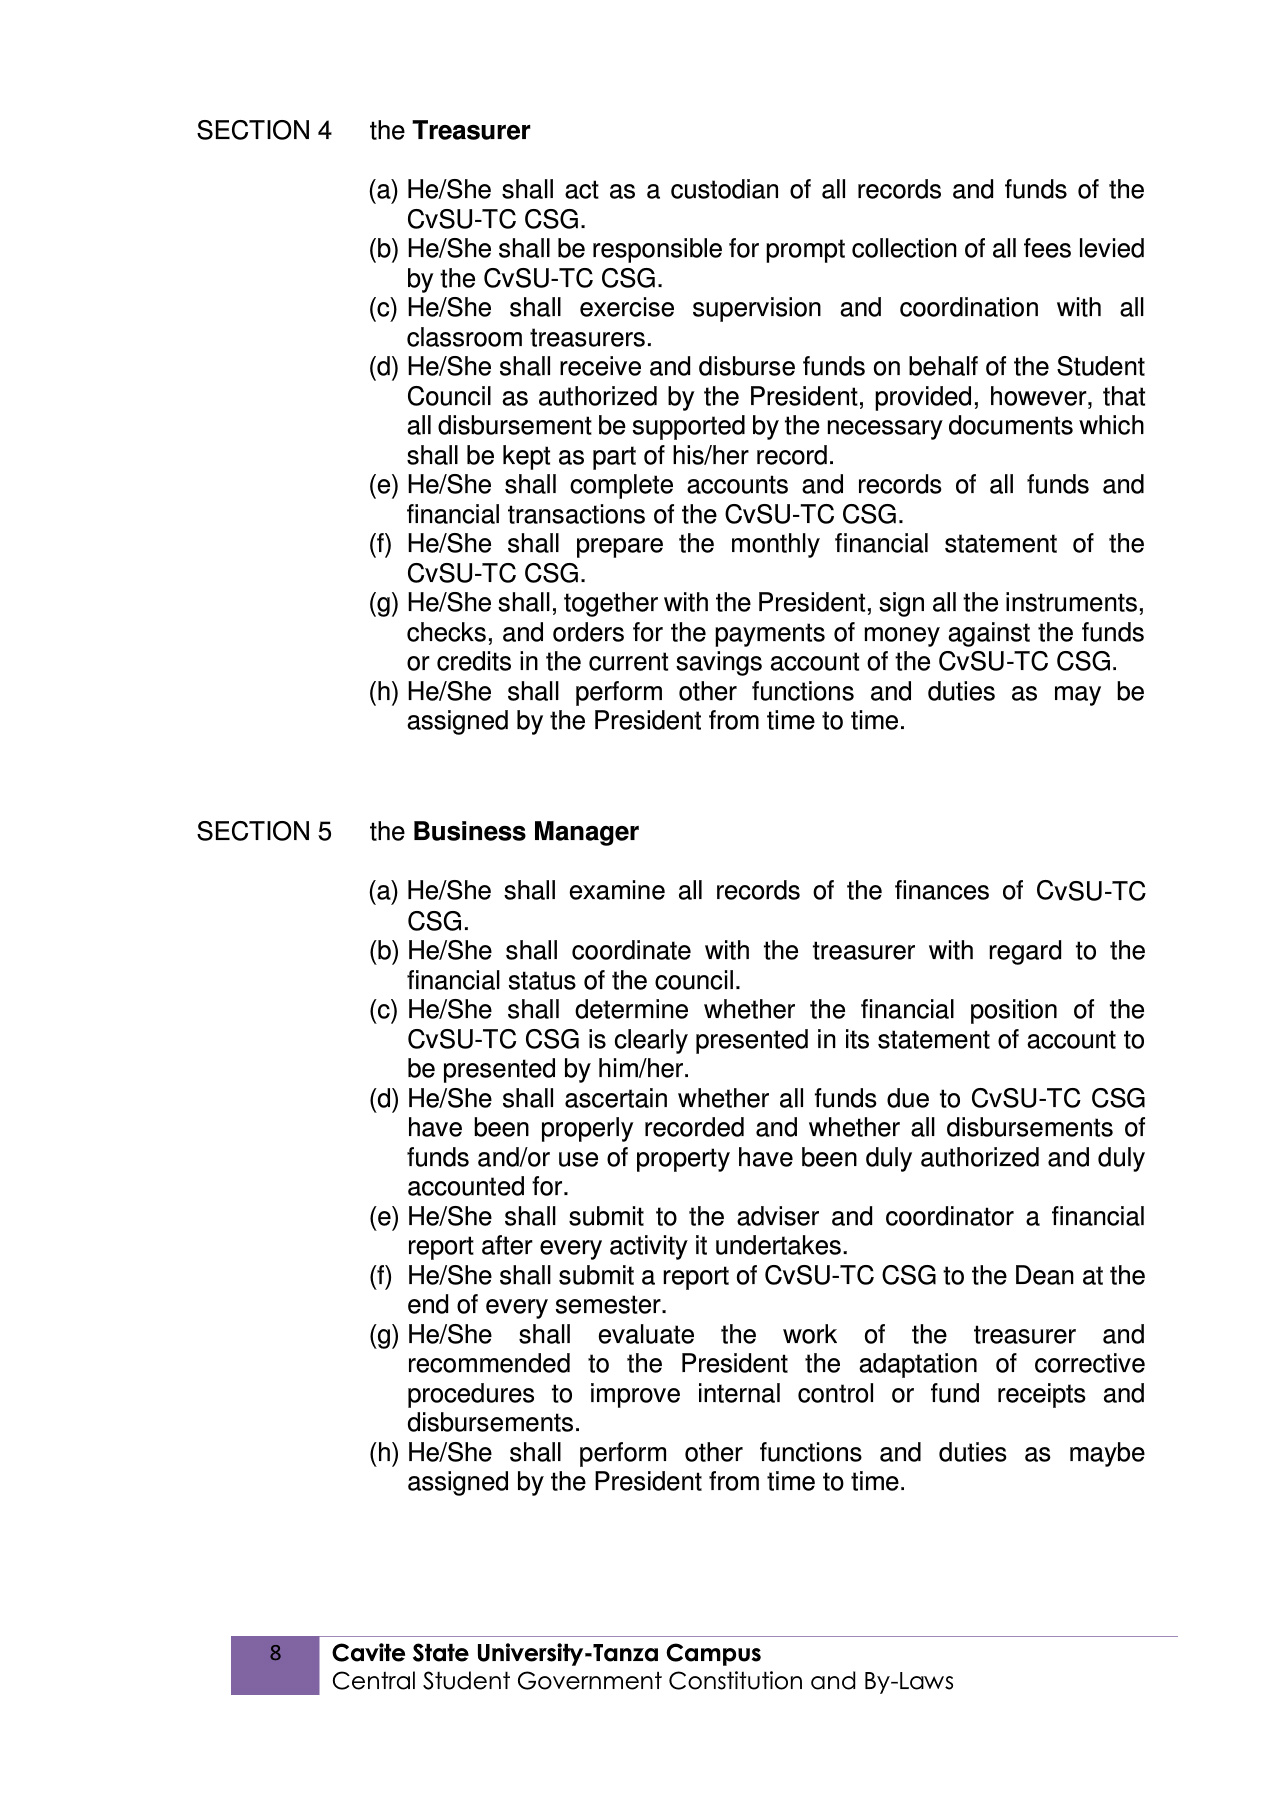 SECTION 4 the Treasurer
(a) He/She shall act as a custodian of all records and funds of the
CvSU-TC CSG.
(b) He/She shall be responsible for prompt collection of all fees levied
by the CvSU-TC CSG.
(c) He/She shall exercise supervision and coordination with all
classroom treasurers.
(d) He/She shall receive and disburse funds on behalf of the Student
Council as authorized by the President, provided, however, that
all disbursement be supported by the necessary documents which
shall be kept as part of his/her record.
(e) He/She shall complete accounts and records of all funds and
financial transactions of the CvSU-TC CSG.
(f) He/She shall prepare the monthly financial statement of the
CvSU-TC CSG.
(g) He/She shall, together with the President, sign all the instruments,
checks, and orders for the payments of money against the funds
or credits in the current savings account of the CvSU-TC CSG.
(h) He/She shall perform other functions and duties as may be
assigned by the President from time to time.
SECTION 5 the Business Manager
(a) He/She shall examine all records of the finances of CvSU-TC
CSG.
(b) He/She shall coordinate with the treasurer with regard to the
financial status of the council.
(c) He/She shall determine whether the financial position of the
CvSU-TC CSG is clearly presented in its statement of account to
be presented by him/her.
(d) He/She shall ascertain whether all funds due to CvSU-TC CSG
have been properly recorded and whether all disbursements of
funds and/or use of property have been duly authorized and duly
accounted for.
(e) He/She shall submit to the adviser and coordinator a financial
report after every activity it undertakes.
(f) He/She shall submit a report of CvSU-TC CSG to the Dean at the
end of every semester.
(g) He/She shall evaluate the work of the treasurer and
recommended to the President the adaptation of corrective
procedures to improve internal control or fund receipts and
disbursements.
(h) He/She shall perform other functions and duties as maybe
assigned by the President from time to time.
8 Cavite State University-Tanza Campus
Central Student Government Constitution and By-Laws